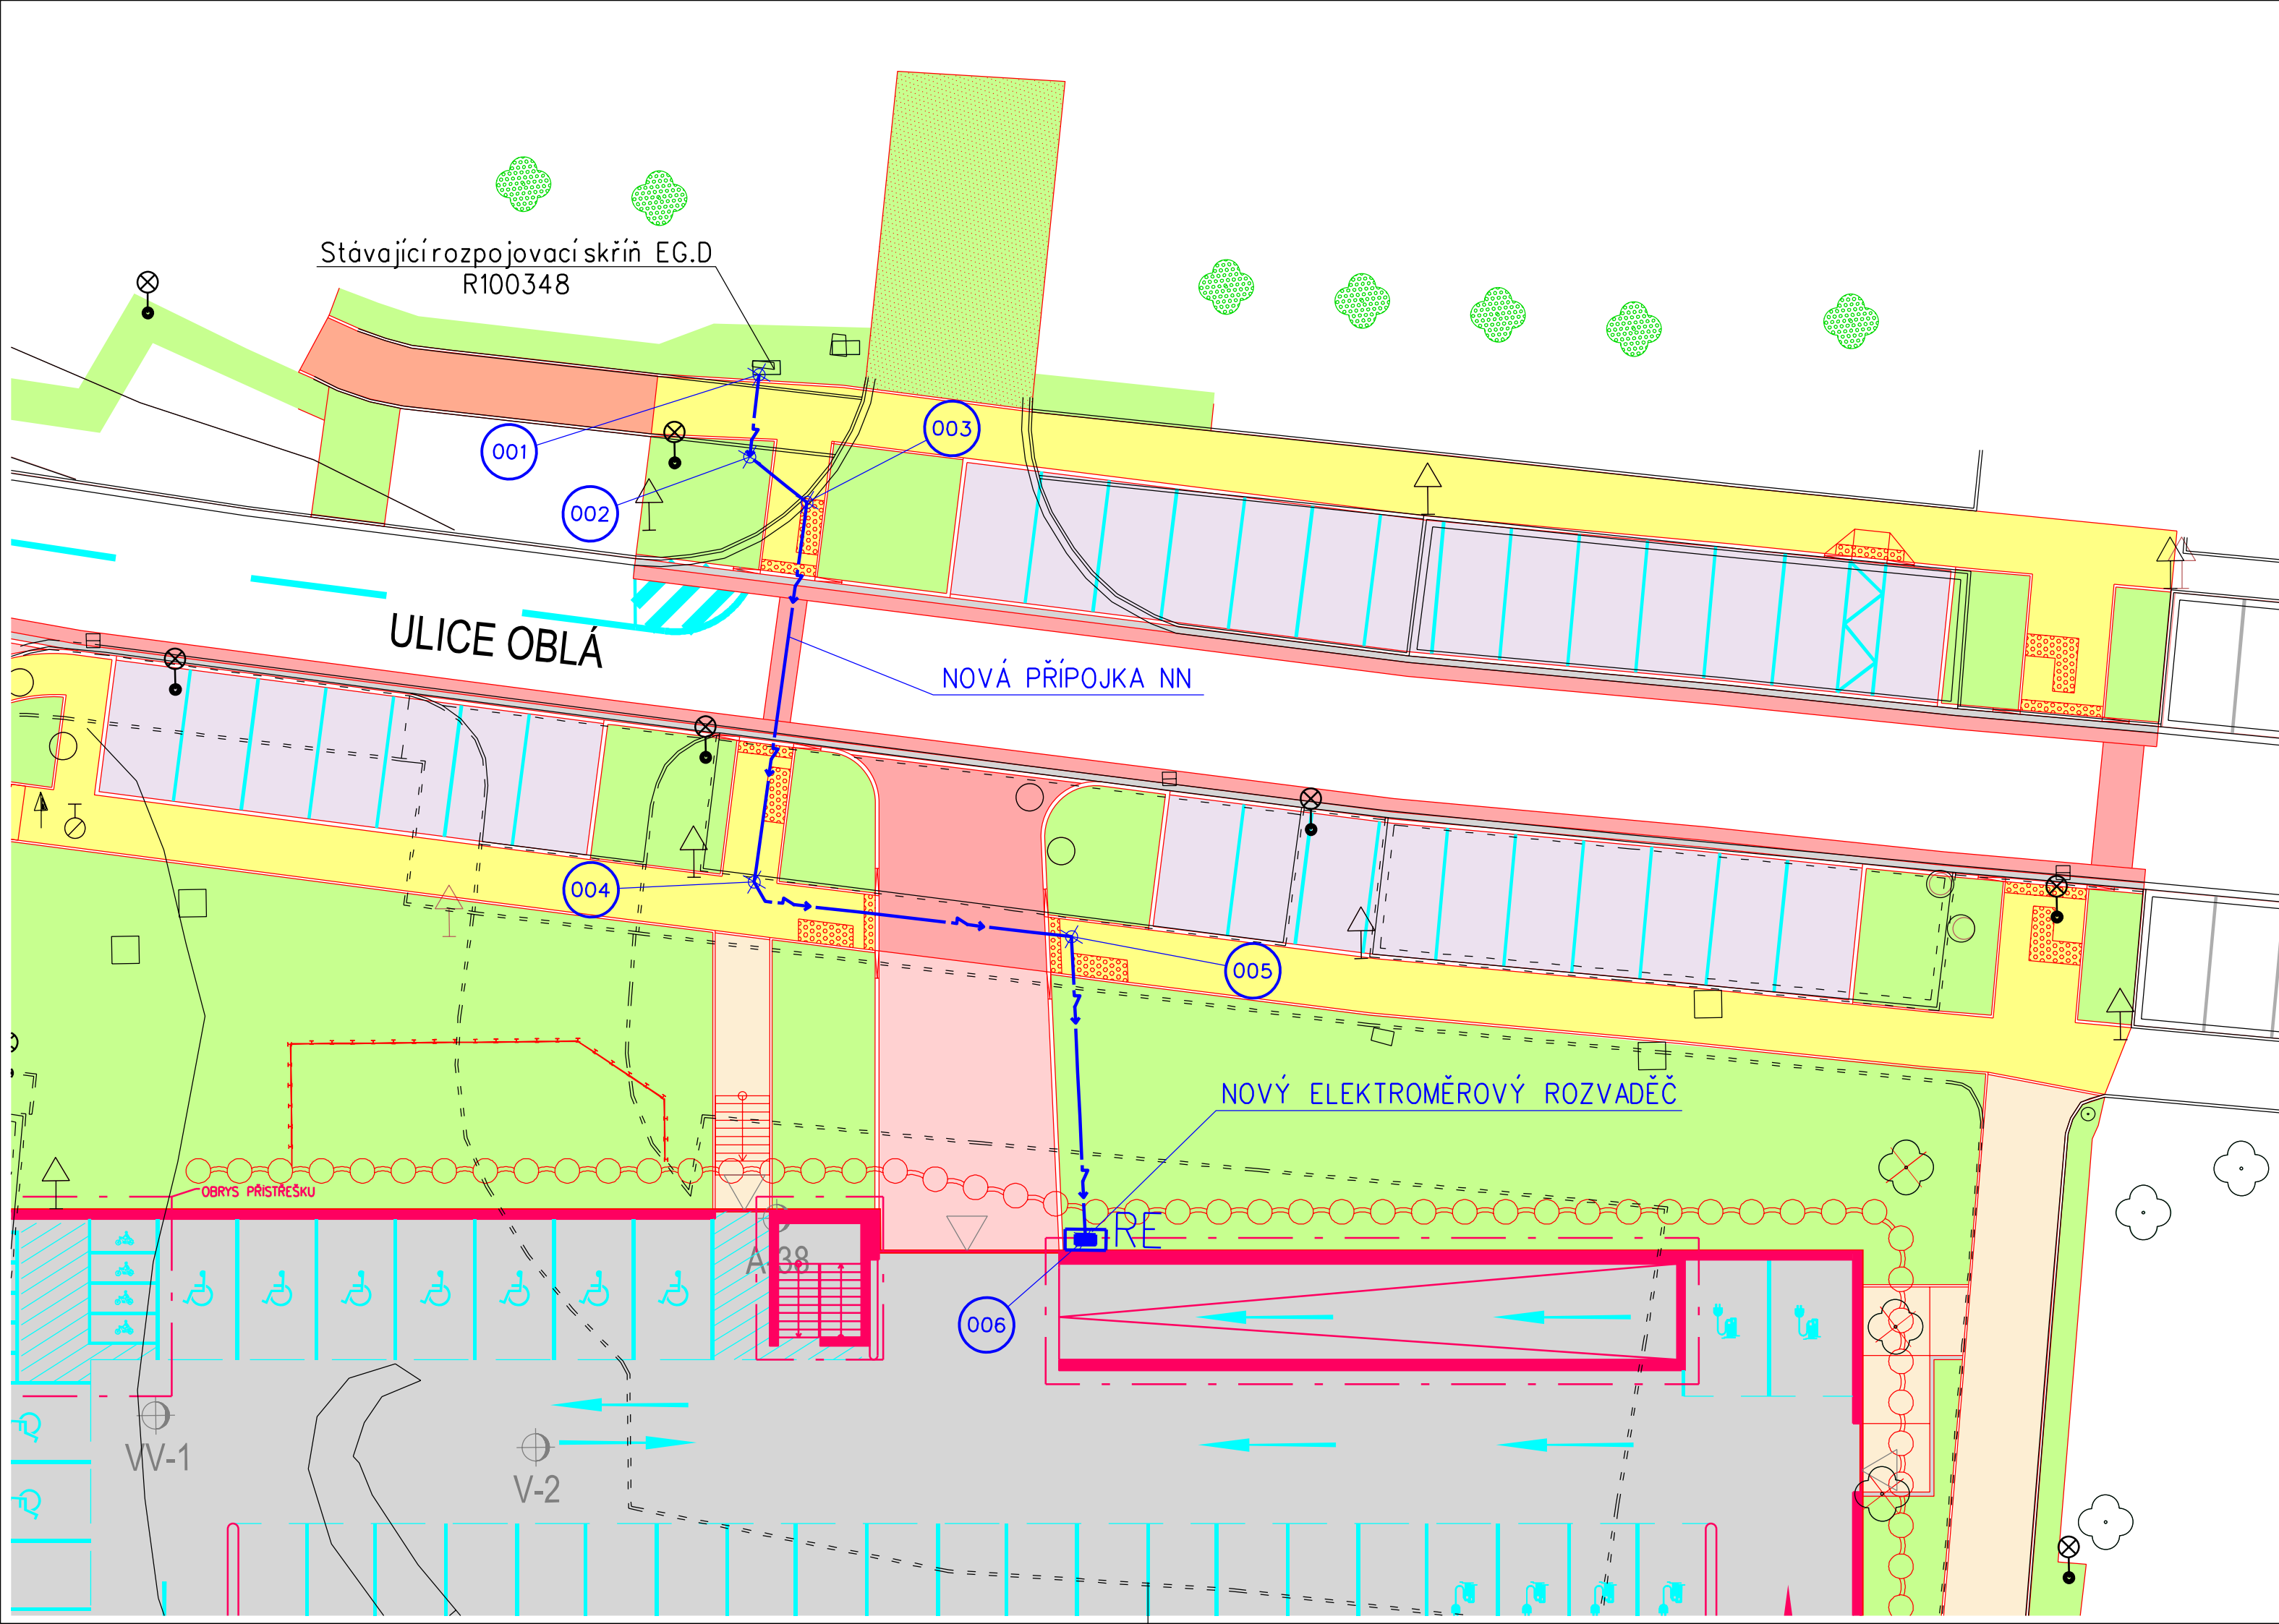 Stávající rozpojovací skříň EG.D
R100348
001
003
002
ULICE OBLÁ
NOVÁ PŘÍPOJKA NN
004
005
NOVÝ ELEKTROMĚROVÝ ROZVADĚČ
OBRYS PŘÍSTŘEŠKU
RE
A-38
006
VV-1
V-2